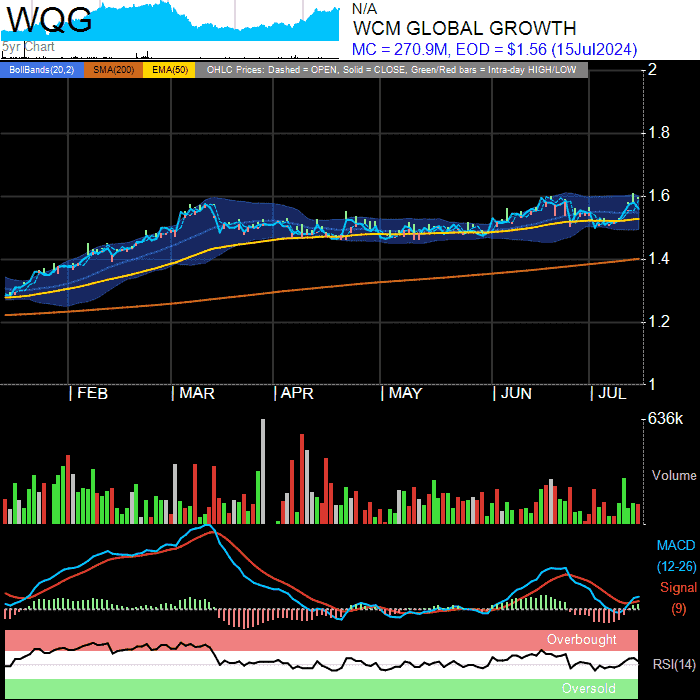 WQG
5yr Chart
N/A
WCM GLOBAL GROWTH
MC = 270.9M, EOD = $1.56 (15Jul2024)
BollBands(20,2) SMA(200) EMA(50) OHLC Prices: Dashed = OPEN, Solid = CLOSE, Green/Red bars = Intra-day HIGH/LOW
2
1.8
1.6
1.4
1.2
1
| FEB | MAR | APR | MAY | JUN | JUL
636k
Volume
MACD
(12-26)
Signal
(9)
Overbought
RSI(14)
Oversold